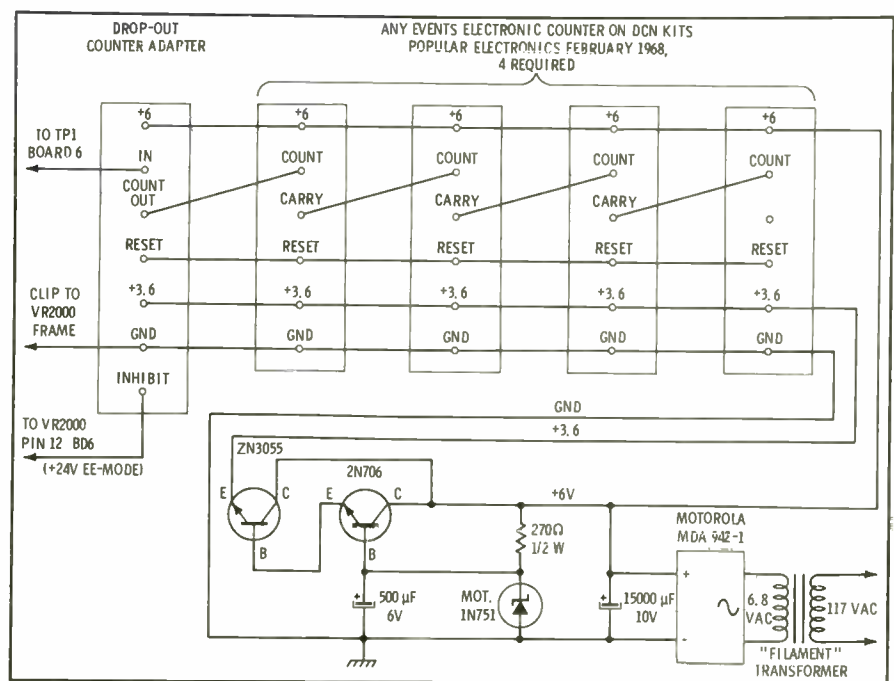 DROP-OUT
COUNTER ADAPTER
ANY EVENTS ELECTRONIC COUNTER ON DCN KITS
POPULAR ELECTRONICS FEBRUARY 1968,
4 REQUIRED
+6
+6
+6
+6
+6
TO TP1
BOARD 6
IN
COUNT
OUT
COUNT
COUNT
COUNT
COUNT
CARRY
CARRY
CARRY
RESET
RESET
RESET
RESET
RESET
+3.6
+3.6
+3.6
+3.6
+3.6
CLIP TO
VR2000
FRAME
GND
GND
GND
GND
GND
INHIBIT
TO VR2000
PIN 12 BD6
(+24V EE-MODE)
GND
+3.6
ZN3055
2N706
E
C
B
E
C
B
+6V
270Ω
1/2 W
MOTOROLA
MDA 942-1
+
500 μF
6V
MOT.
1N751
+
15000 μF
10V
+
-
6.8
VAC
117 VAC
"FILAMENT"
TRANSFORMER